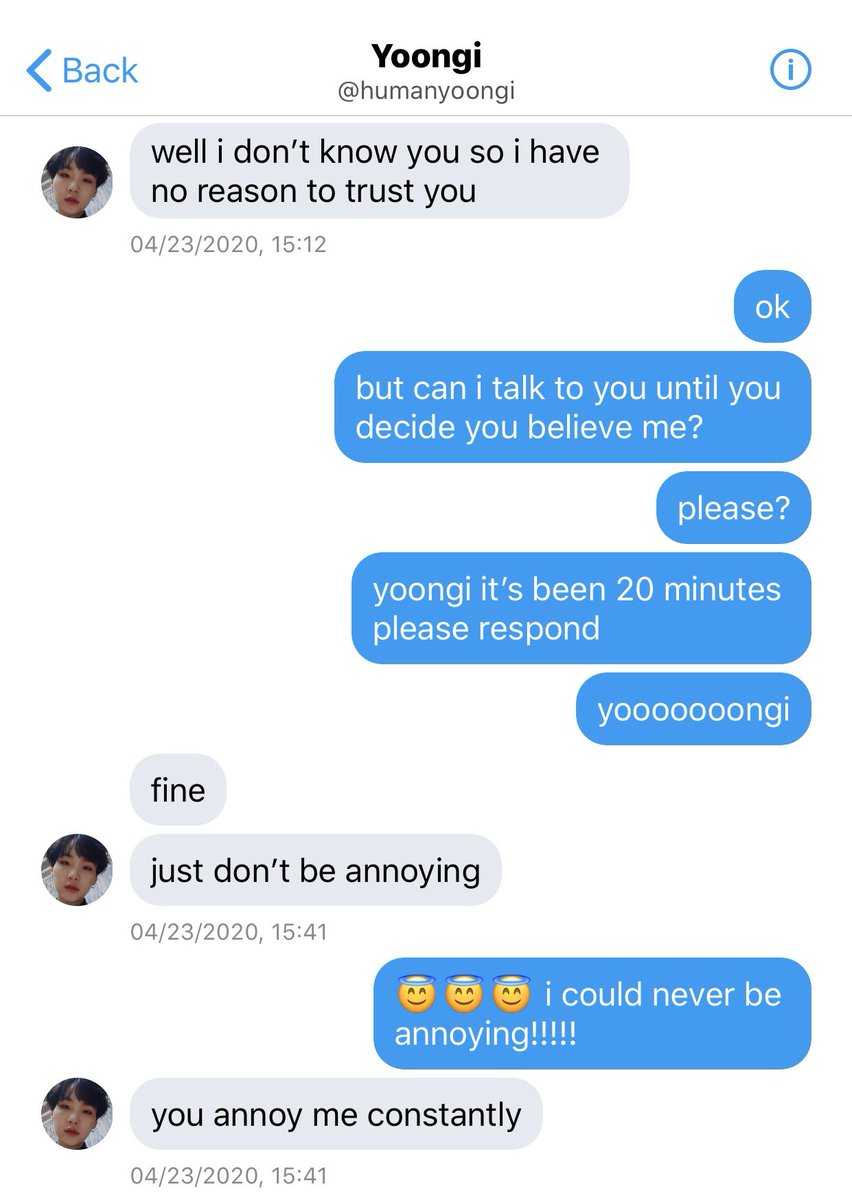 Back
Yoongi
@humanyoongi
well i don’t know you so i have
no reason to trust you
04/23/2020, 15:12
ok
but can i talk to you until you
decide you believe me?
please?
yoongi it’s been 20 minutes
please respond
yooooooongi
fine
just don’t be annoying
04/23/2020, 15:41
😇😇😇 i could never be
annoying!!!!!
you annoy me constantly
04/23/2020, 15:41